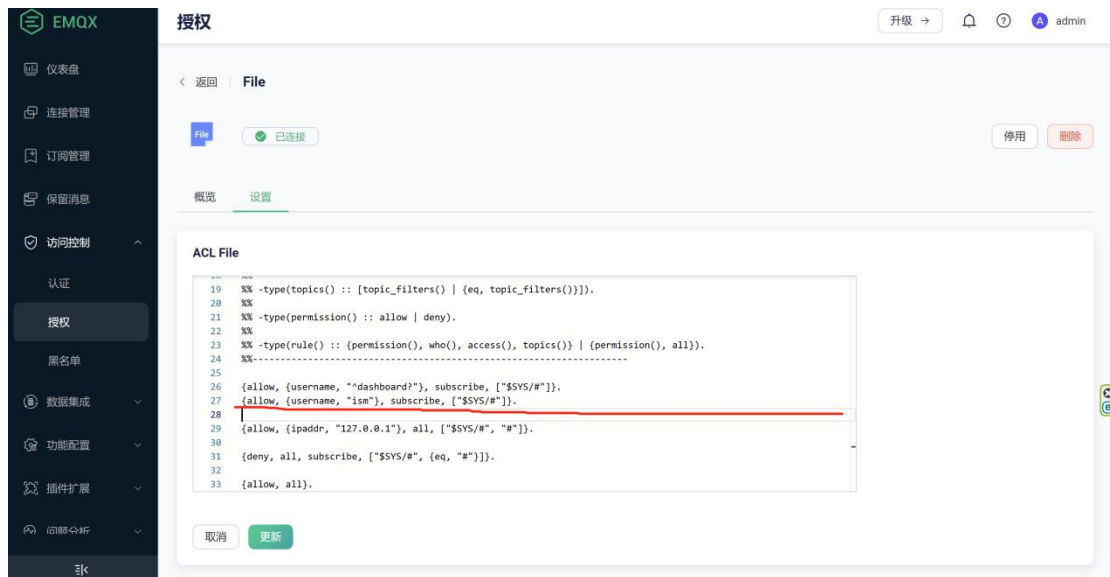 EMQX
授权
升级 →
A admin
仪表盘
连接管理
订阅管理
保留消息
访问控制
认证
授权
黑名单
数据集成
功能配置
插件扩展
问题分析
返回
File
File
已连接
停用
删除
概览
设置
ACL File
19 %% -type(topics() :: [topic_filters() | {eq, topic_filters()}]).
20 %%
21 %% -type(permission() :: allow | deny).
22 %%
23 %% -type(rule() :: {permission(), who(), access(), topics()} | {permission(), all}).
24 %%--------------------------------------------------------------------
25
26 {allow, {username, "^dashboard?"}, subscribe, ["$SYS/#"]}.
27 {allow, {username, "ism"}, subscribe, ["$SYS/#"]}.
28
29 {allow, {ipaddr, "127.0.0.1"}, all, ["$SYS/#", "#"]}.
30
31 {deny, all, subscribe, ["$SYS/#", {eq, "#"}]}.
32
33 {allow, all}.
取消
更新